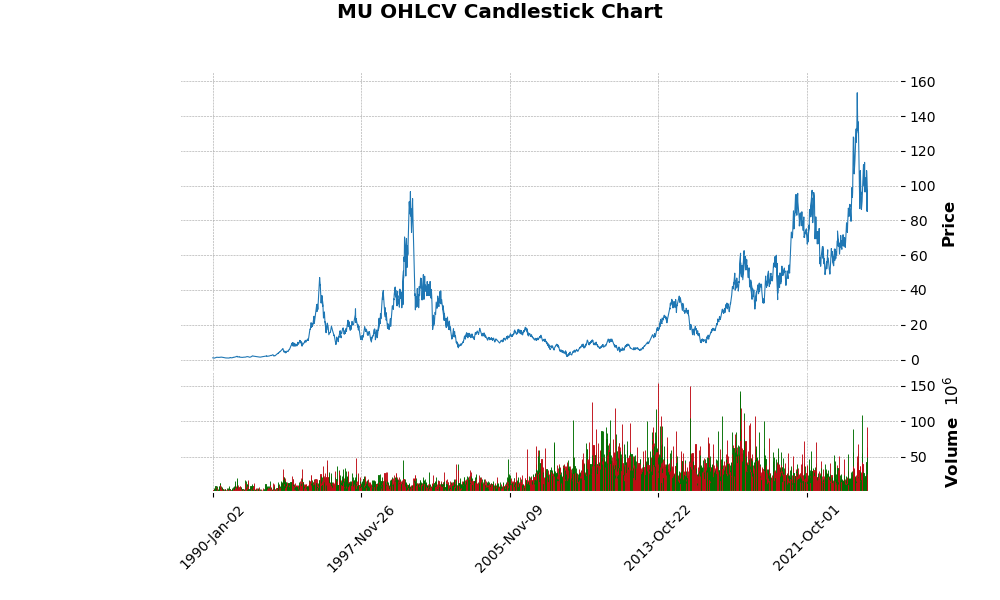 MU OHLCV Candlestick Chart
160
140
120
100
80
60
40
20
0
Price
150
100
50
Volume 10^6
1990-Jan-02
1997-Nov-26
2005-Nov-09
2013-Oct-22
2021-Oct-01